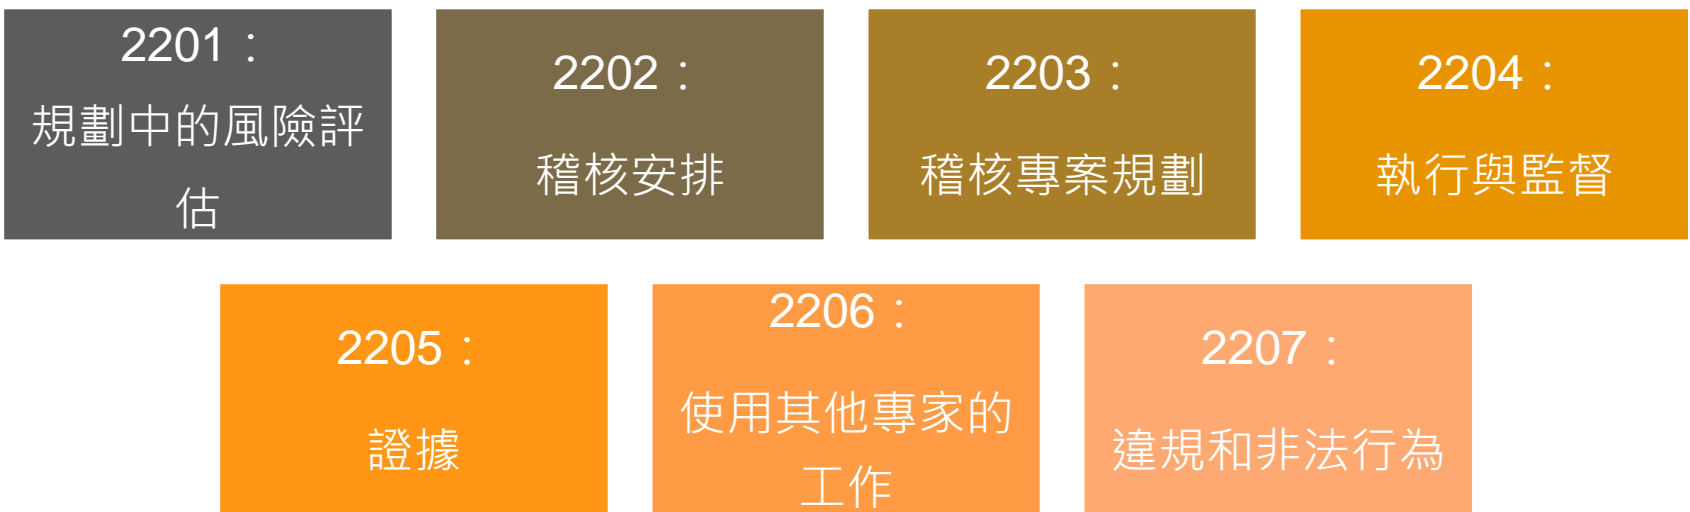 2201：
規劃中的風險評
估
2202：
稽核安排
2203：
稽核專案規劃
2204：
執行與監督
2205：
證據
2206：
使用其他專家的
工作
2207：
違規和非法行為